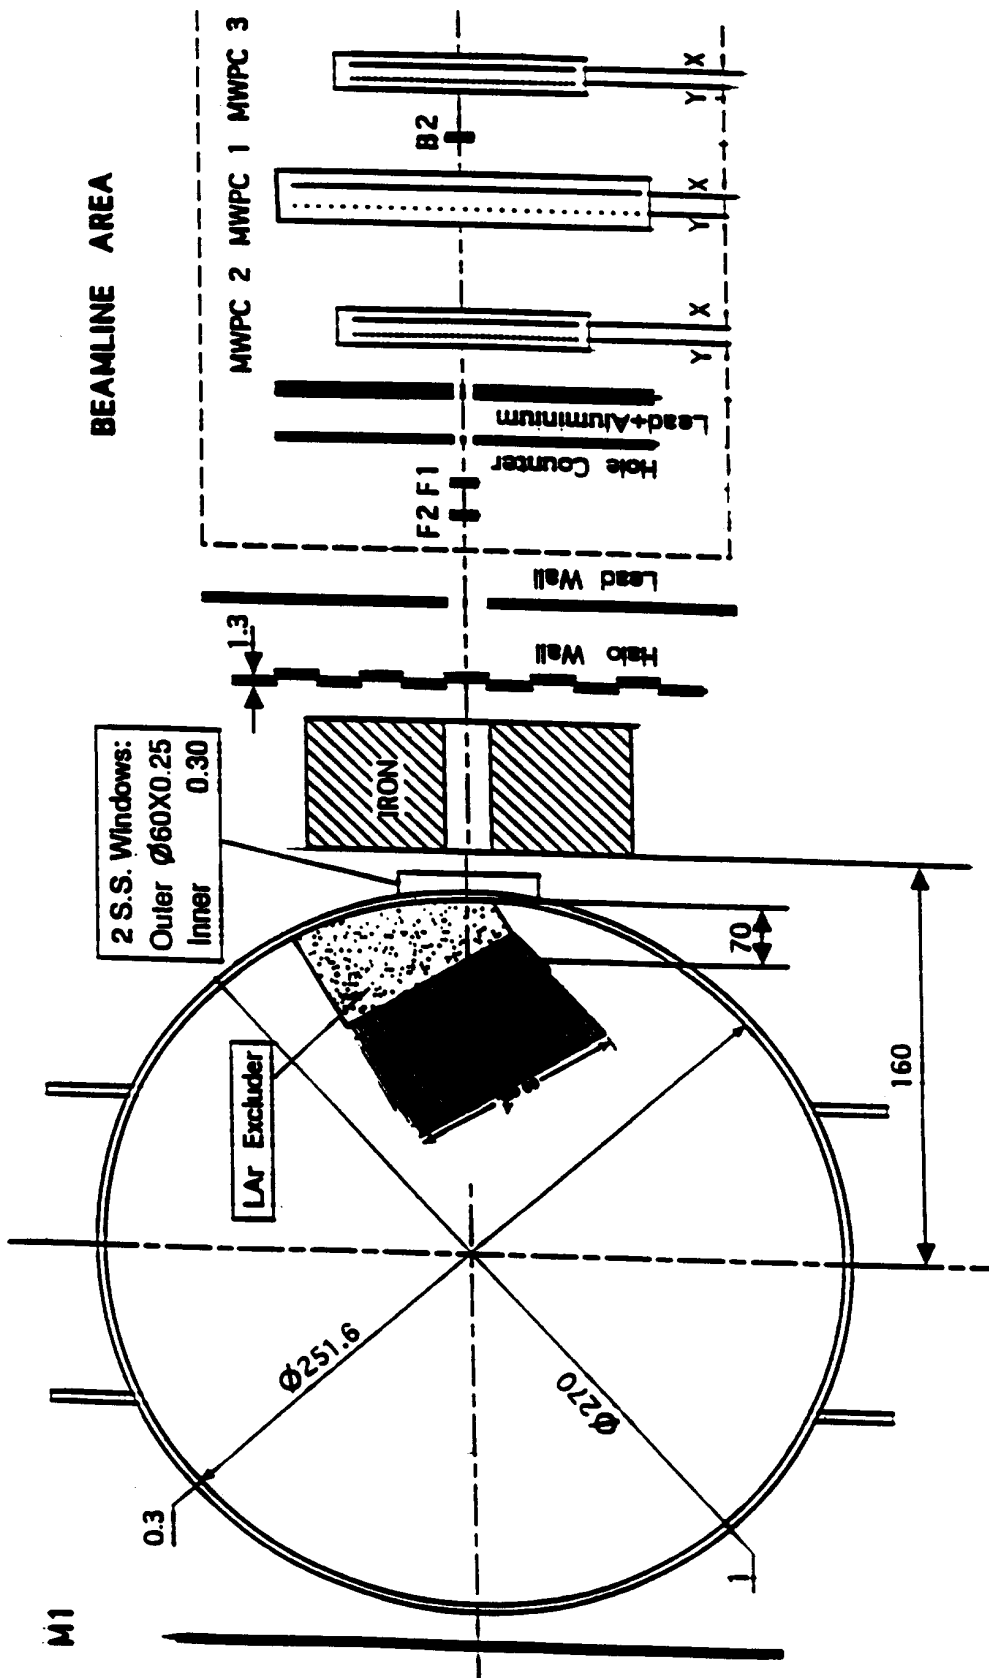 BEAMLINE AREA
MWPC 2 MWPC 1 MWPC 3
B2
F2 F1
Y X
Y X
Y X
Lead+Aluminium
Hole Counter
Lead Wall
Halo Wall
1.3
2 S.S. Windows:
Outer Ø60X0.25
Inner 0.30
IRON
LAr Excluder
70
160
Ø251.6
Ø270
0.3
1
M1